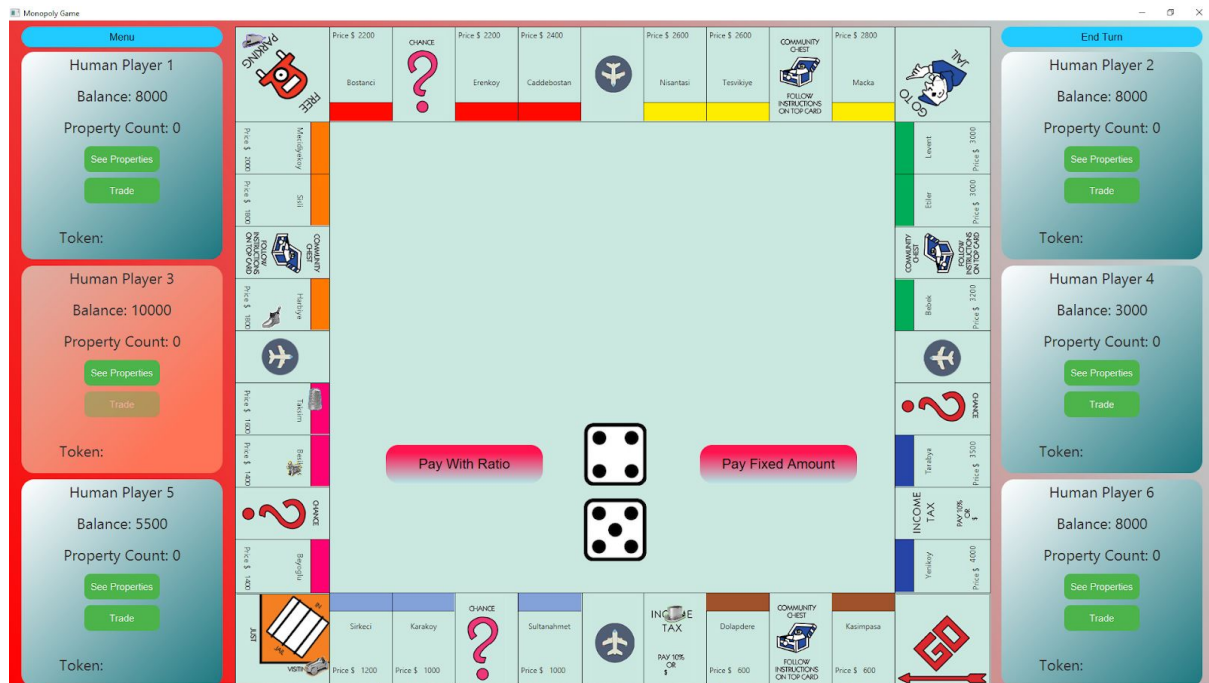 Monopoly Game
Menu
Human Player 1
Balance: 8000
Property Count: 0
See Properties
Trade
Token:
Human Player 3
Balance: 10000
Property Count: 0
See Properties
Trade
Token:
Human Player 5
Balance: 5500
Property Count: 0
See Properties
Trade
Token:
FREE
PARKING
Price $ 2200
Bostanci
CHANCE
Price $ 2200
Erenkoy
Price $ 2400
Caddebostan
Price $ 2600
Nisantasi
Price $ 2600
Tesvikiye
COMMUNITY
CHEST
FOLLOW
INSTRUCTIONS
ON TOP CARD
Price $ 2800
Macka
GO TO
JAIL
Mecidiyekoy
Price $ 2000
Sisli
Price $ 1800
COMMUNITY
CHEST
FOLLOW
INSTRUCTIONS
ON TOP CARD
Harbiye
Price $ 1800
Taksim
Price $ 1600
Price $ 1400
CHANCE
Beyoglu
Price $ 1400
Pay With Ratio
Pay Fixed Amount
Levent
Price $ 3000
Etiler
Price $ 3000
COMMUNITY
CHEST
FOLLOW
INSTRUCTIONS
ON TOP CARD
Bebek
Price $ 3200
CHANCE
Tarabya
Price $ 3500
INCOME
TAX
PAY 10%
OR
$
Yenikoy
Price $ 4000
IN
JAIL
JUST
Sirkeci
Price $ 1200
Karakoy
Price $ 1000
CHANCE
Sultanahmet
Price $ 1000
TAX
PAY 10%
OR
$
Dolapdere
Price $ 600
COMMUNITY
CHEST
FOLLOW
INSTRUCTIONS
ON TOP CARD
Kasimpasa
Price $ 600
GO
End Turn
Human Player 2
Balance: 8000
Property Count: 0
See Properties
Trade
Token:
Human Player 4
Balance: 3000
Property Count: 0
See Properties
Trade
Token:
Human Player 6
Balance: 8000
Property Count: 0
See Properties
Trade
Token: